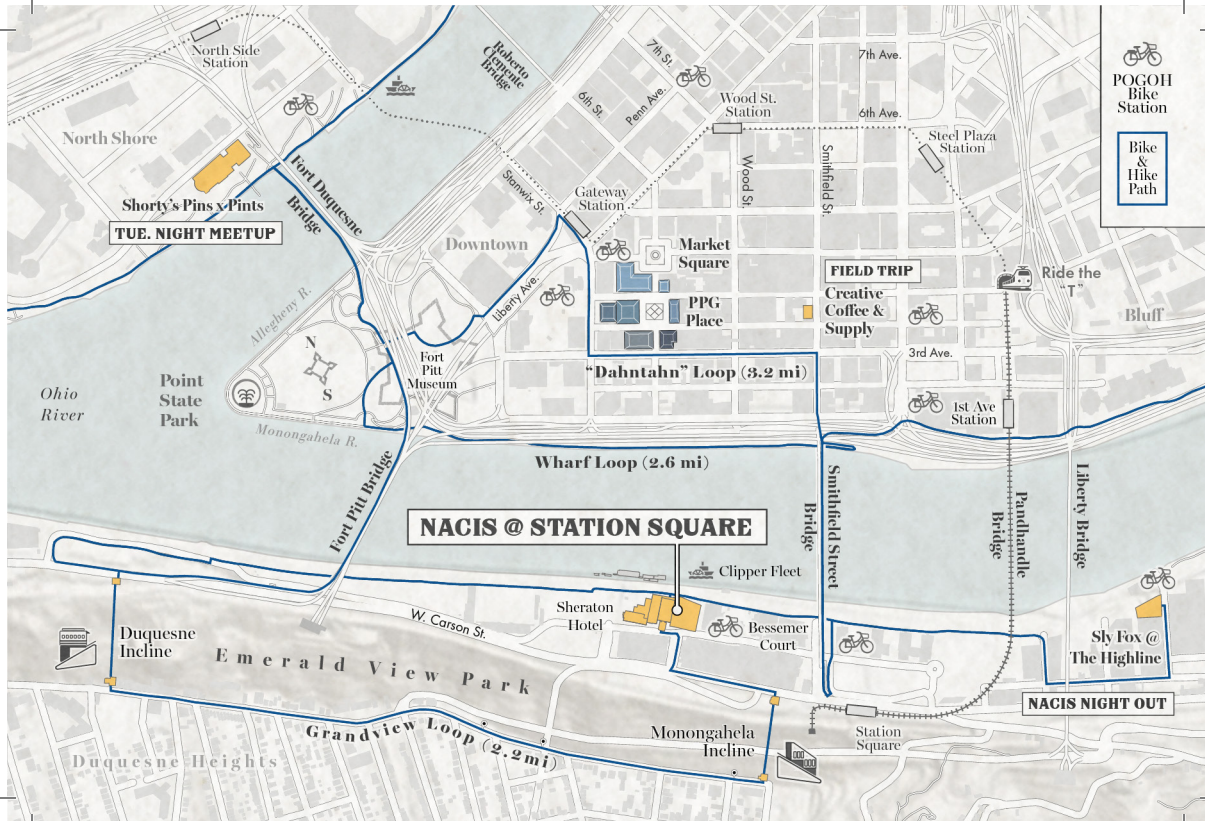 North Side
Station
Roberto
Clemente
Bridge
7th St.
7th Ave.
POGOH
Bike
Station
6th St.
Penn Ave.
Wood St.
Station
6th Ave.
Steel Plaza
Station
Bike
&
Hike
Path
North Shore
Fort Duquesne
Bridge
Shorty's Pins x Pints
TUE. NIGHT MEETUP
Stanwix St.
Gateway
Station
Wood St.
Smithfield St.
Downtown
Market
Square
FIELD TRIP
Creative
Coffee &
Supply
Ride the
"T"
Bluff
Liberty Ave.
PPG
Place
Allegheny R.
N
S
Fort
Pitt
Museum
3rd Ave.
"Dahntahn" Loop (3.2 mi)
Ohio
River
Point
State
Park
Monongahela R.
1st Ave
Station
Wharf Loop (2.6 mi)
Fort Pitt Bridge
Smithfield Street
Bridge
Pandhandle
Bridge
Liberty Bridge
NACIS @ STATION SQUARE
Clipper Fleet
Sheraton
Hotel
W. Carson St.
Bessemer
Court
Sly Fox @
The Highline
NACIS NIGHT OUT
Duquesne
Incline
Emerald View Park
Grandview Loop (2.2mi)
Monongahela
Incline
Station
Square
Duquesne Heights